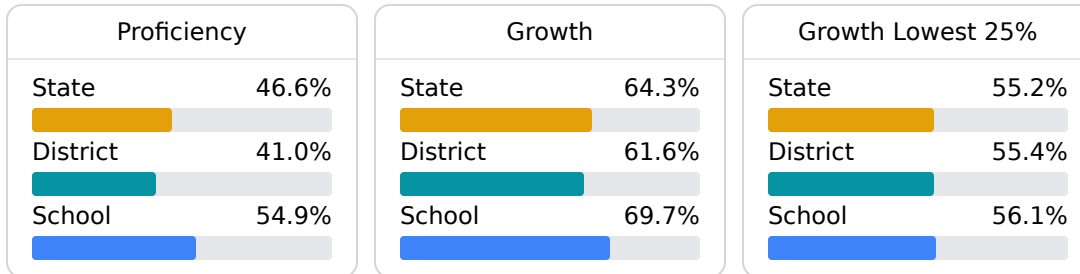 Proficiency
State 46.6%
District 41.0%
School 54.9%
Growth
State 64.3%
District 61.6%
School 69.7%
Growth Lowest 25%
State 55.2%
District 55.4%
School 56.1%